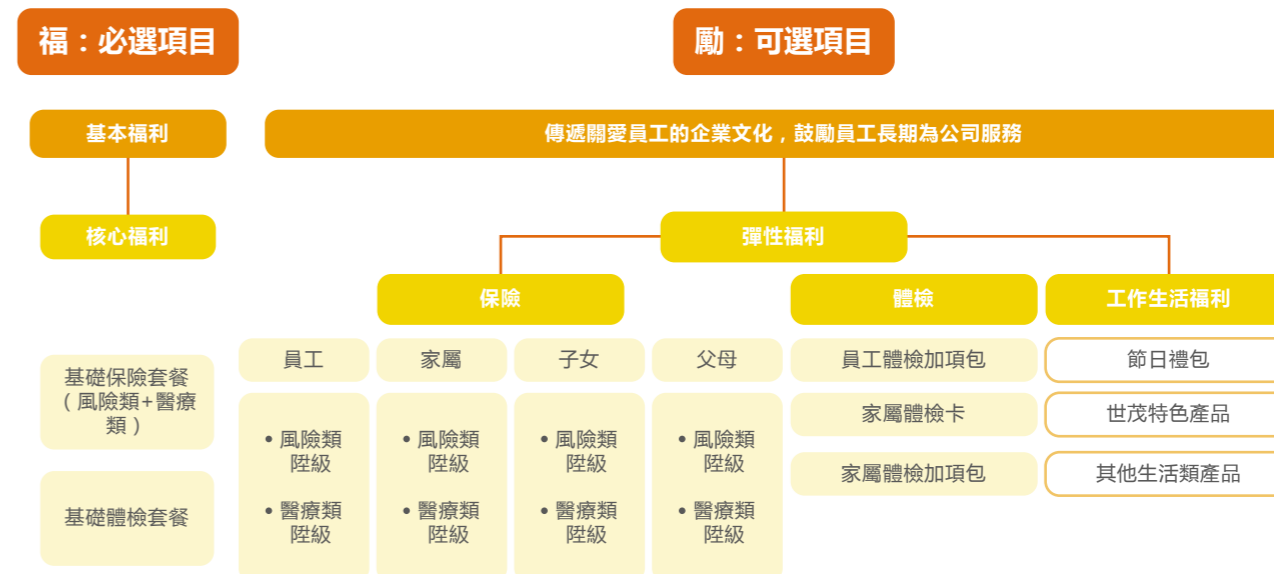 福：必選項目
勵：可選項目
基本福利
傳遞關愛員工的企業文化，鼓勵員工長期為公司服務
核心福利
彈性福利
保險
體檢
工作生活福利
基礎保險套餐
（風險類+醫療
類）
基礎體檢套餐
員工
家屬
子女
父母
• 風險類
陞級
• 醫療類
陞級
• 風險類
陞級
• 醫療類
陞級
• 風險類
陞級
• 醫療類
陞級
• 風險類
陞級
• 醫療類
陞級
員工體檢加項包
家屬體檢卡
家屬體檢加項包
節日禮包
世茂特色產品
其他生活類產品